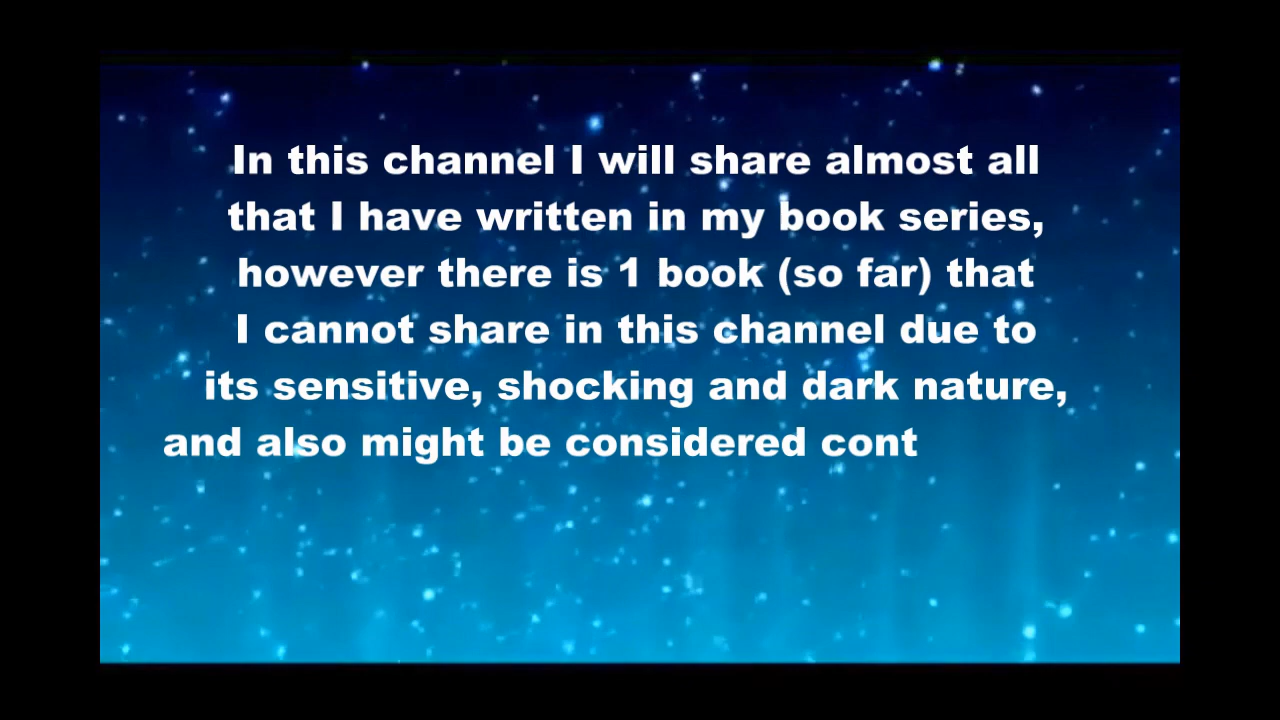 In this channel I will share almost all
that I have written in my book series,
however there is 1 book (so far) that
I cannot share in this channel due to
its sensitive, shocking and dark nature,
and also might be considered cont